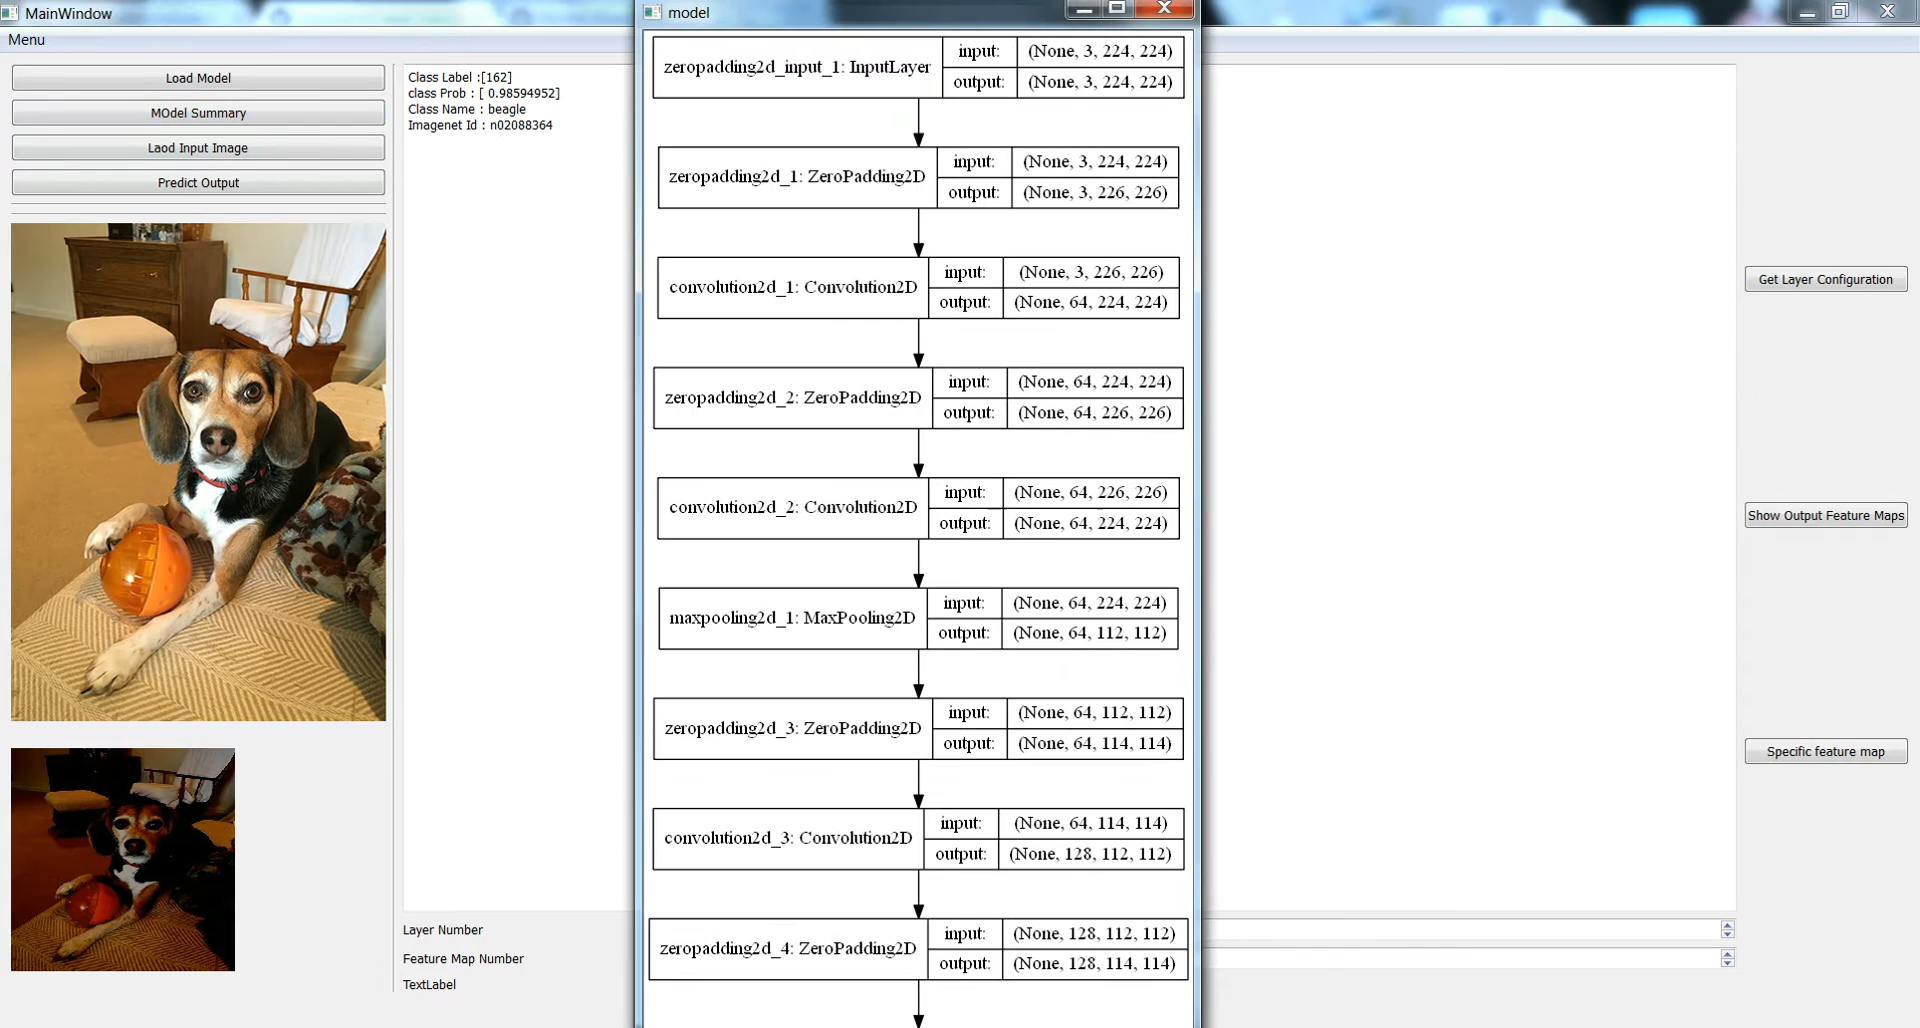 MainWindow
Menu
Load Model
MOdel Summary
Laod Input Image
Predict Output
Class Label :[162]
class Prob : [ 0.98594952]
Class Name : beagle
Imagenet Id : n02088364
model
zeropadding2d_input_1: InputLayer
input: (None, 3, 224, 224)
output: (None, 3, 224, 224)
zeropadding2d_1: ZeroPadding2D
input: (None, 3, 224, 224)
output: (None, 3, 226, 226)
convolution2d_1: Convolution2D
input: (None, 3, 226, 226)
output: (None, 64, 224, 224)
zeropadding2d_2: ZeroPadding2D
input: (None, 64, 224, 224)
output: (None, 64, 226, 226)
convolution2d_2: Convolution2D
input: (None, 64, 226, 226)
output: (None, 64, 224, 224)
maxpooling2d_1: MaxPooling2D
input: (None, 64, 224, 224)
output: (None, 64, 112, 112)
zeropadding2d_3: ZeroPadding2D
input: (None, 64, 112, 112)
output: (None, 64, 114, 114)
convolution2d_3: Convolution2D
input: (None, 64, 114, 114)
output: (None, 128, 112, 112)
zeropadding2d_4: ZeroPadding2D
input: (None, 128, 112, 112)
output: (None, 128, 114, 114)
Get Layer Configuration
Show Output Feature Maps
Specific feature map
Layer Number
Feature Map Number
TextLabel